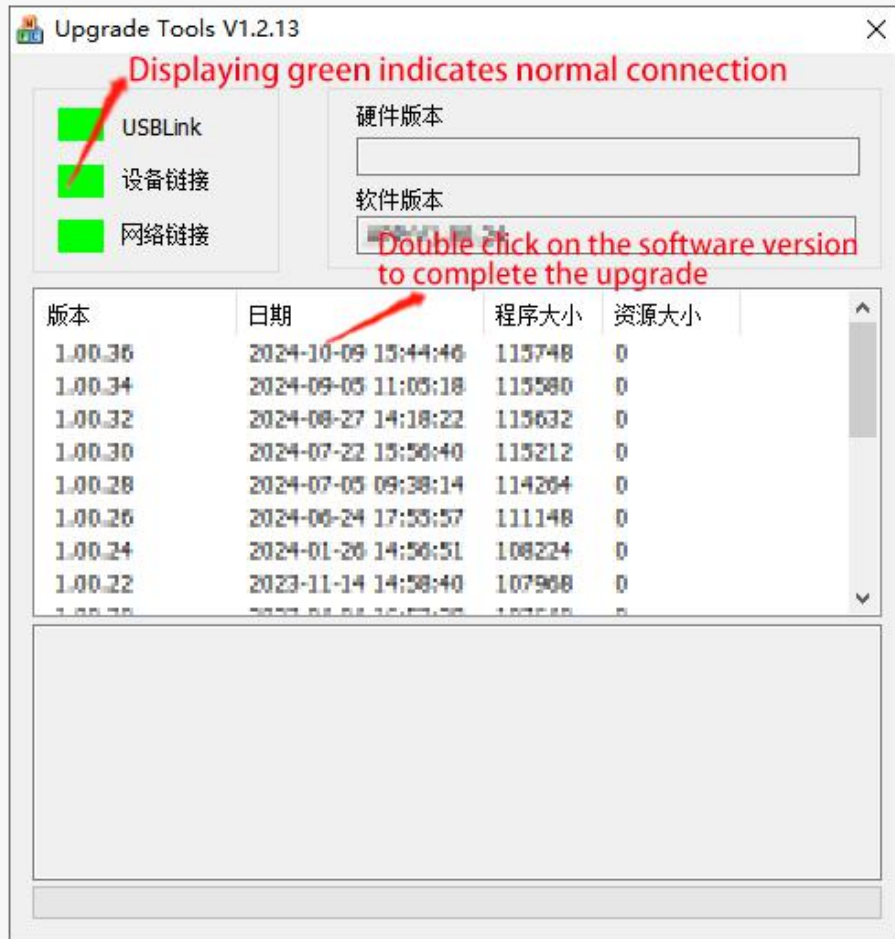 Upgrade Tools V1.2.13
Displaying green indicates normal connection
USBLink
设备链接
网络链接
硬件版本
软件版本
Double click on the software version
to complete the upgrade
版本 日期 程序大小 资源大小
1.00.36 2024-10-09 15:44:46 115748 0
1.00.34 2024-09-05 11:05:18 115580 0
1.00.32 2024-08-27 14:18:22 115632 0
1.00.30 2024-07-22 15:56:40 115212 0
1.00.28 2024-07-05 09:38:14 114264 0
1.00.26 2024-06-24 17:55:57 111148 0
1.00.24 2024-01-26 14:56:51 108224 0
1.00.22 2023-11-14 14:58:40 107968 0